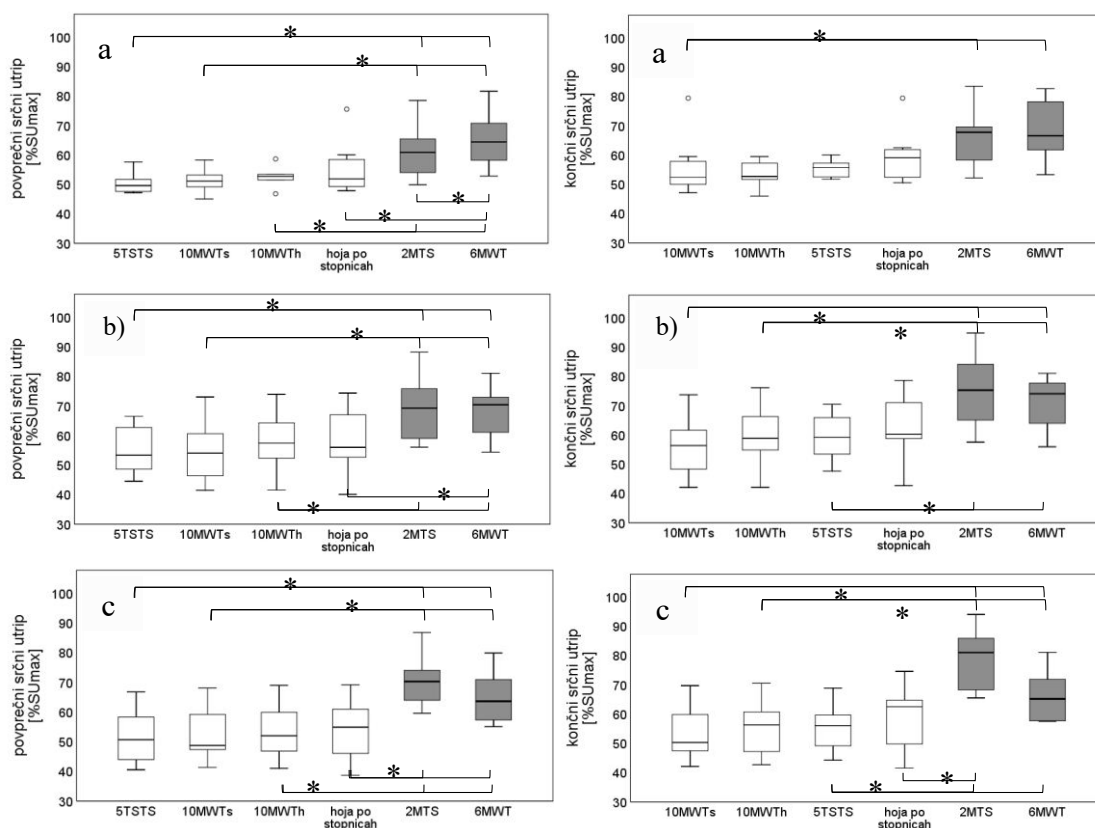 a
povprečni srčni utrip
[%SUmax]
100
90
80
70
60
50
40
30
*
*
*
*
*
5TSTS 10MWTs 10MWTh hoja po stopnicah 2MTS 6MWT
a
končni srčni utrip
[%SUmax]
100
90
80
70
60
50
40
30
*
10MWTs 10MWTh 5TSTS hoja po stopnicah 2MTS 6MWT
b)
povprečni srčni utrip
[%SUmax]
100
90
80
70
60
50
40
30
*
*
*
*
5TSTS 10MWTs 10MWTh hoja po stopnicah 2MTS 6MWT
b)
končni srčni utrip
[%SUmax]
100
90
80
70
60
50
40
30
*
*
*
10MWTs 10MWTh 5TSTS hoja po stopnicah 2MTS 6MWT
c
povprečni srčni utrip
[%SUmax]
100
90
80
70
60
50
40
30
*
*
*
*
5TSTS 10MWTs 10MWTh hoja po stopnicah 2MTS 6MWT
c
končni srčni utrip
[%SUmax]
100
90
80
70
60
50
40
30
*
*
*
*
10MWTs 10MWTh 5TSTS hoja po stopnicah 2MTS 6MWT